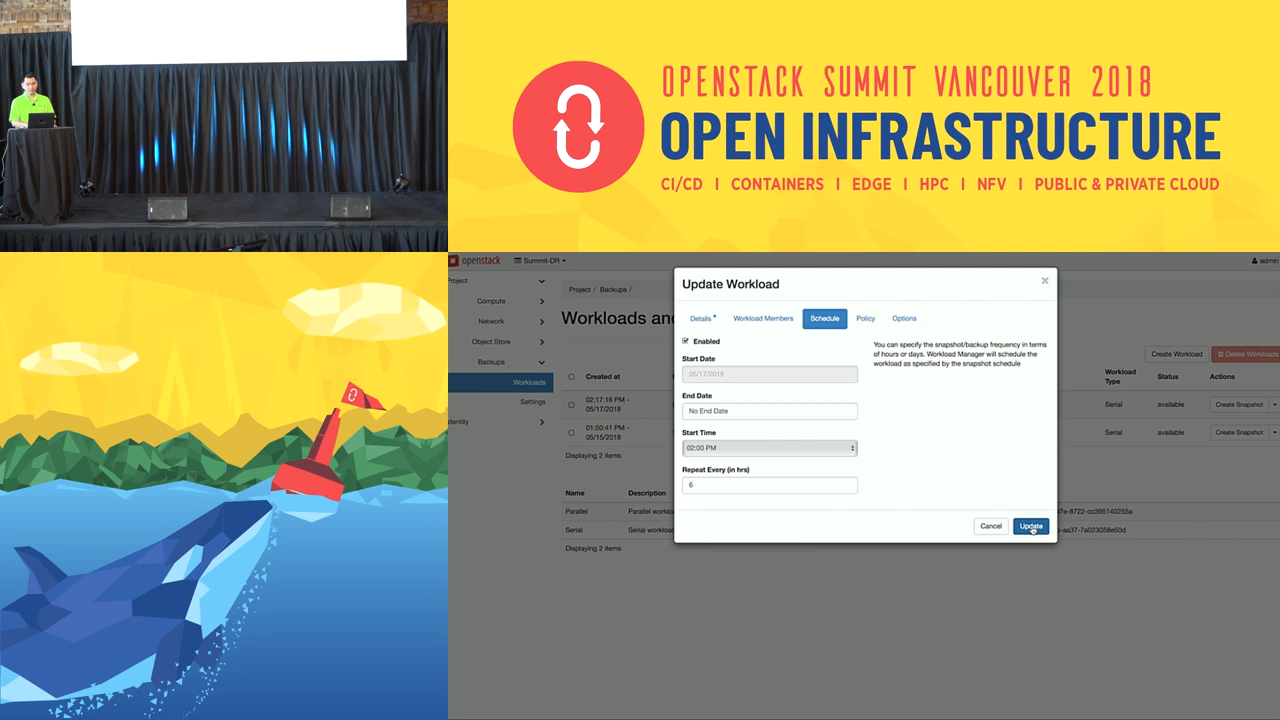 OPENSTACK SUMMIT VANCOUVER 2018
OPEN INFRASTRUCTURE
CI/CD | CONTAINERS | EDGE | HPC | NFV | PUBLIC & PRIVATE CLOUD
openstack
Summit-DR
admin
Project
Compute
Network
Object Store
Backups
Workloads
Settings
dentity
Project / Backups /
Workloads an
Create Workload
Delete Workloads
Created at
Workload Type
Status
Actions
02:17:16 PM - 05/17/2018
Serial
available
Create Snapshot
01:50:41 PM - 05/15/2018
Serial
available
Create Snapshot
Displaying 2 items
Name
Description
Parallel
Parallel worklo
7e-8722-cc395140255a
Serial
Serial workload
-aa37-7a023058e50d
Displaying 2 items
Update Workload
×
Details *
Workload Members
Schedule
Policy
Options
Enabled
Start Date
05/17/2018
End Date
No End Date
Start Time
02:00 PM
Repeat Every (in hrs)
6
You can specify the snapshot/backup frequency in terms
of hours or days. Workload Manager will schedule the
workload as specified by the snapshot schedule
Cancel
Update